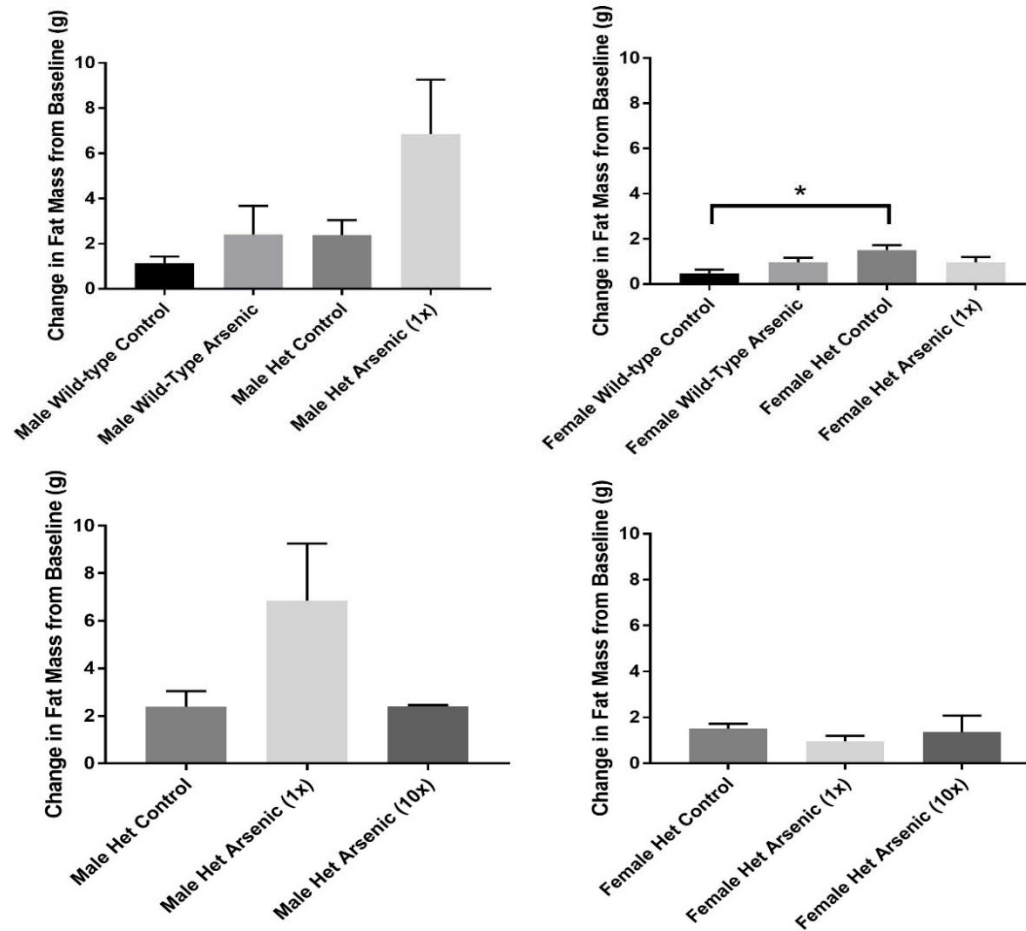 Change in Fat Mass from Baseline (g)
10
8
6
4
2
0
Male Wild-type Control
Male Wild-Type Arsenic
Male Het Control
Male Het Arsenic (1x)
Change in Fat Mass from Baseline (g)
10
8
6
4
2
0
*
Female Wild-type Control
Female Wild-Type Arsenic
Female Het Control
Female Het Arsenic (1x)
Change in Fat Mass from Baseline (g)
10
8
6
4
2
0
Male Het Control
Male Het Arsenic (1x)
Male Het Arsenic (10x)
Change in Fat Mass from Baseline (g)
10
8
6
4
2
0
Female Het Control
Female Het Arsenic (1x)
Female Het Arsenic (10x)